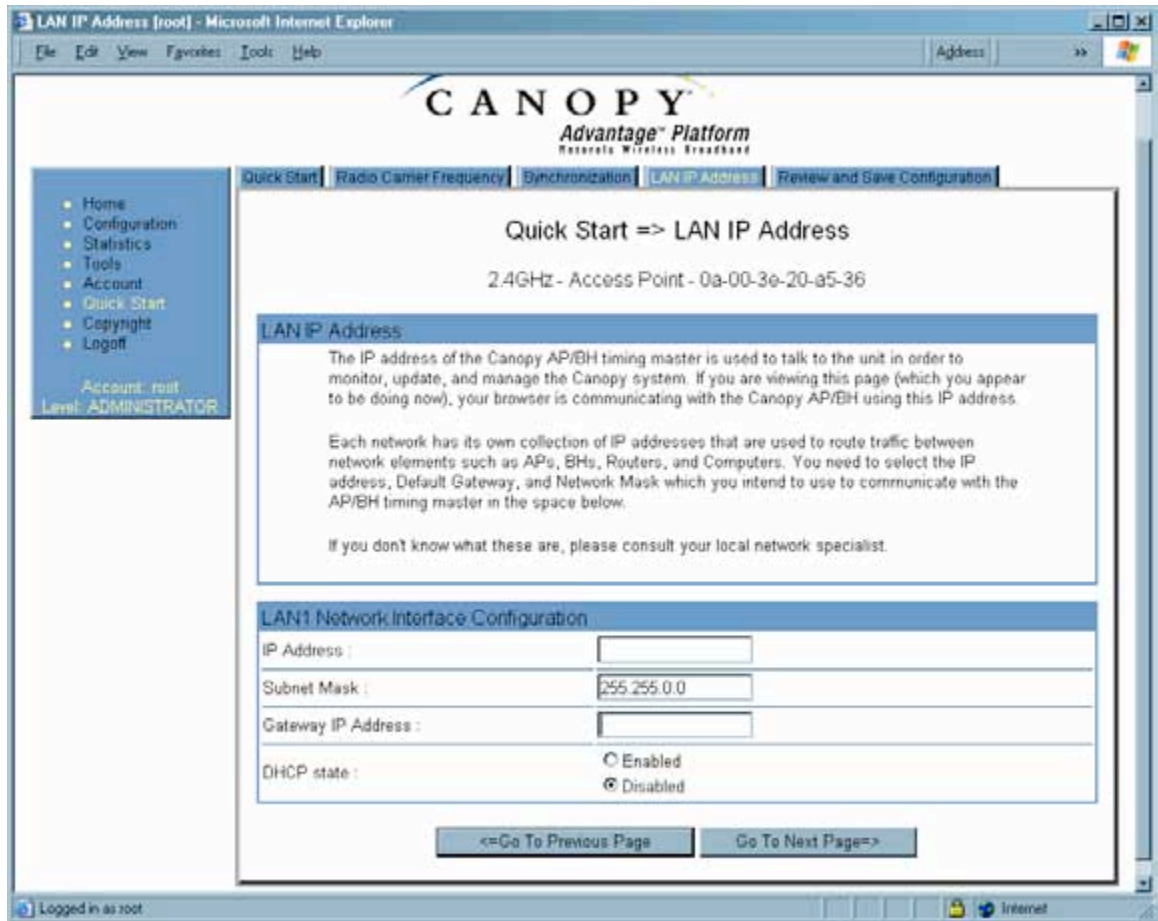 LAN IP Address [root] - Microsoft Internet Explorer
File Edit View Favorites Tools Help
Address »
CANOPY
Advantage™ Platform
Motorola Wireless Broadband
Quick Start Radio Carrier Frequency Synchronization LAN IP Address Review and Save Configuration
Home
Configuration
Statistics
Tools
Account
Quick Start
Copyright
Logoff
Account: root
Level: ADMINISTRATOR
Quick Start => LAN IP Address
2.4GHz - Access Point - 0a-00-3e-20-a5-36
LAN IP Address
The IP address of the Canopy AP/BH timing master is used to talk to the unit in order to
monitor, update, and manage the Canopy system. If you are viewing this page (which you appear
to be doing now), your browser is communicating with the Canopy AP/BH using this IP address.
Each network has its own collection of IP addresses that are used to route traffic between
network elements such as APs, BHs, Routers, and Computers. You need to select the IP
address, Default Gateway, and Network Mask which you intend to use to communicate with the
AP/BH timing master in the space below.
If you don't know what these are, please consult your local network specialist.
LAN1 Network Interface Configuration
IP Address :
Subnet Mask : 255.255.0.0
Gateway IP Address :
DHCP state :
Enabled
Disabled
<=Go To Previous Page Go To Next Page=>
Logged in as root
Internet